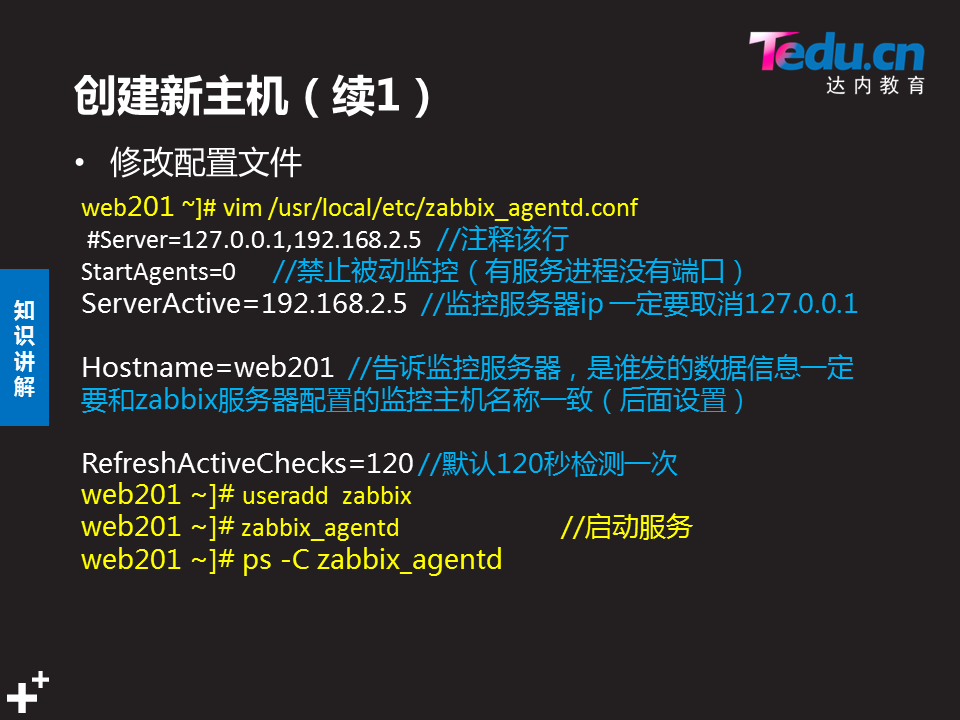 Tedu.cn
达内教育
创建新主机（续1）
• 修改配置文件
web201 ~]# vim /usr/local/etc/zabbix_agentd.conf
#Server=127.0.0.1,192.168.2.5 //注释该行
StartAgents=0 //禁止被动监控（有服务进程没有端口）
ServerActive=192.168.2.5 //监控服务器ip 一定要取消127.0.0.1
Hostname=web201 //告诉监控服务器，是谁发的数据信息一定
要和zabbix服务器配置的监控主机名称一致（后面设置）
RefreshActiveChecks=120 //默认120秒检测一次
web201 ~]# useradd zabbix
web201 ~]# zabbix_agentd //启动服务
web201 ~]# ps -C zabbix_agentd
知
识
讲
解